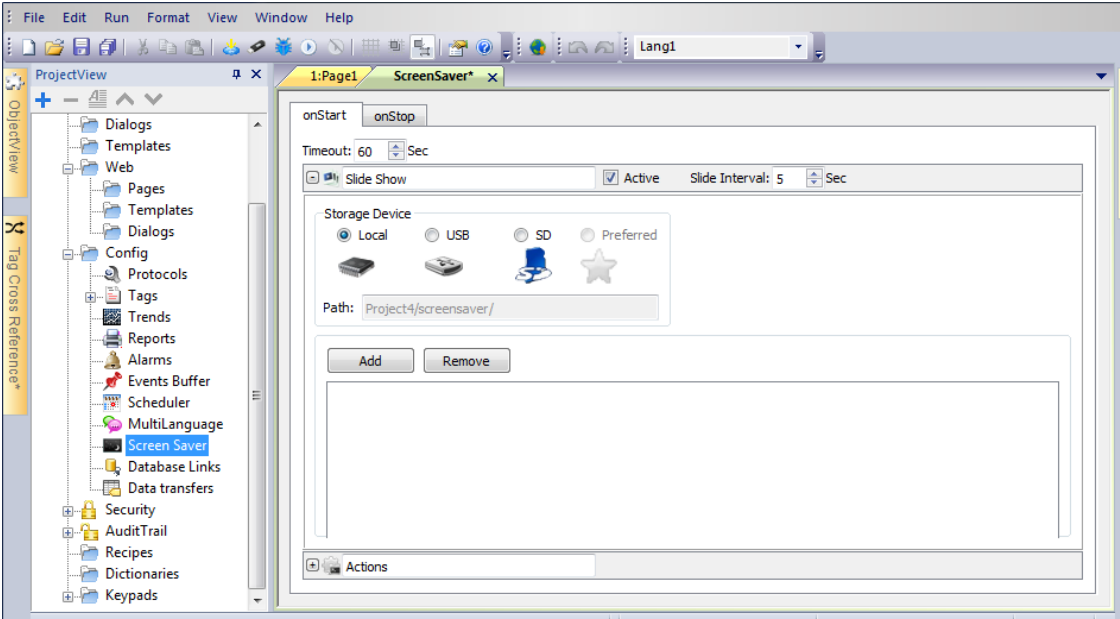 File Edit Run Format View Window Help
Lang1
ObjectView
Tag Cross Reference*
ProjectView
Dialogs
Templates
Web
Pages
Templates
Dialogs
Config
Protocols
Tags
Trends
Reports
Alarms
Events Buffer
Scheduler
MultiLanguage
Screen Saver
Database Links
Data transfers
Security
AuditTrail
Recipes
Dictionaries
Keypads
1:Page1 ScreenSaver*
onStart onStop
Timeout: 60 Sec
Slide Show Active Slide Interval: 5 Sec
Storage Device
Local USB SD Preferred
SD
Path: Project4/screensaver/
Add Remove
Actions